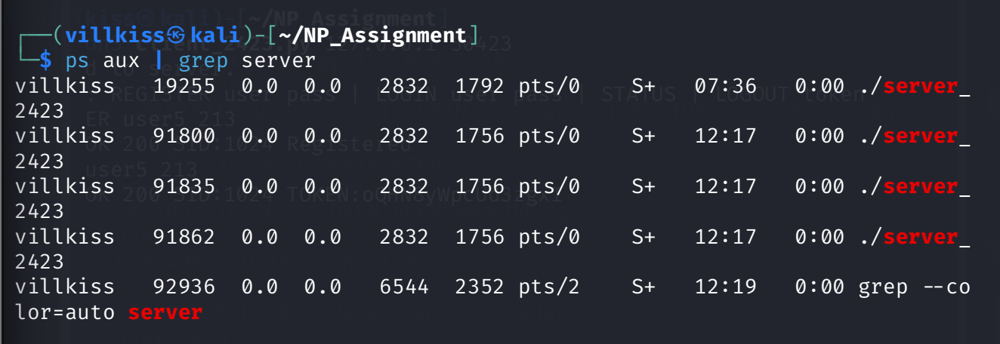 ┌──(villkiss㉿kali)-[~/NP_Assignment]
└─$ ps aux | grep server
villkiss   19255  0.0  0.0   2832  1792 pts/0    S+   07:36   0:00 ./server_
2423
villkiss   91800  0.0  0.0   2832  1756 pts/0    S+   12:17   0:00 ./server_
2423
villkiss   91835  0.0  0.0   2832  1756 pts/0    S+   12:17   0:00 ./server_
2423
villkiss   91862  0.0  0.0   2832  1756 pts/0    S+   12:17   0:00 ./server_
2423
villkiss   92936  0.0  0.0   6544  2352 pts/2    S+   12:19   0:00 grep --co
lor=auto server